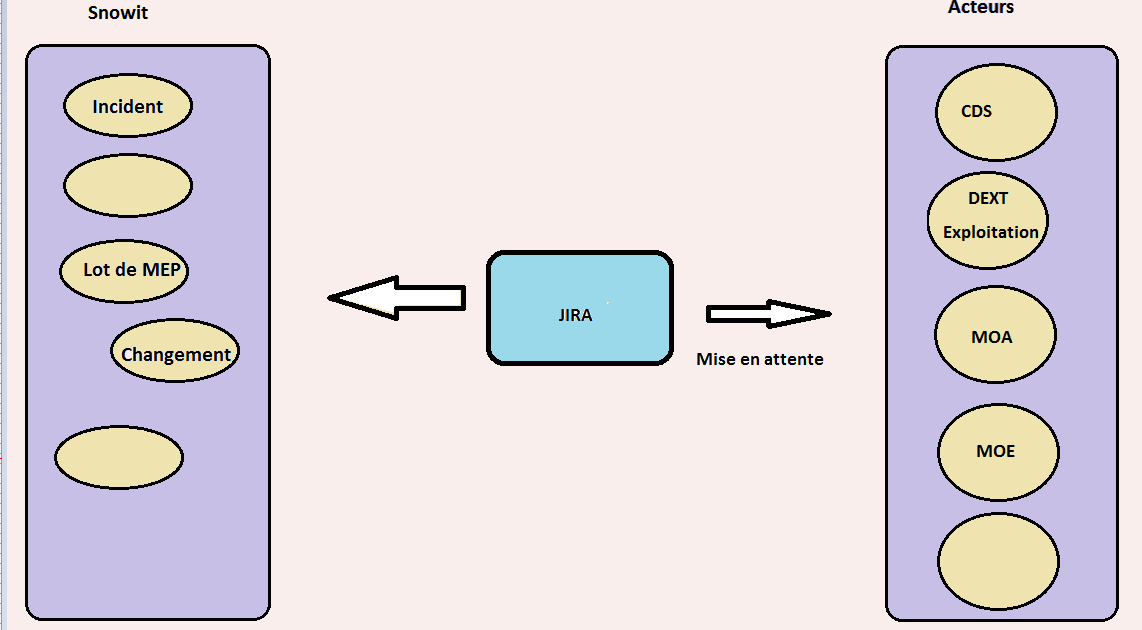 Snowit
Acteurs
Incident
Lot de MEP
Changement
JIRA
Mise en attente
CDS
DEXT
Exploitation
MOA
MOE